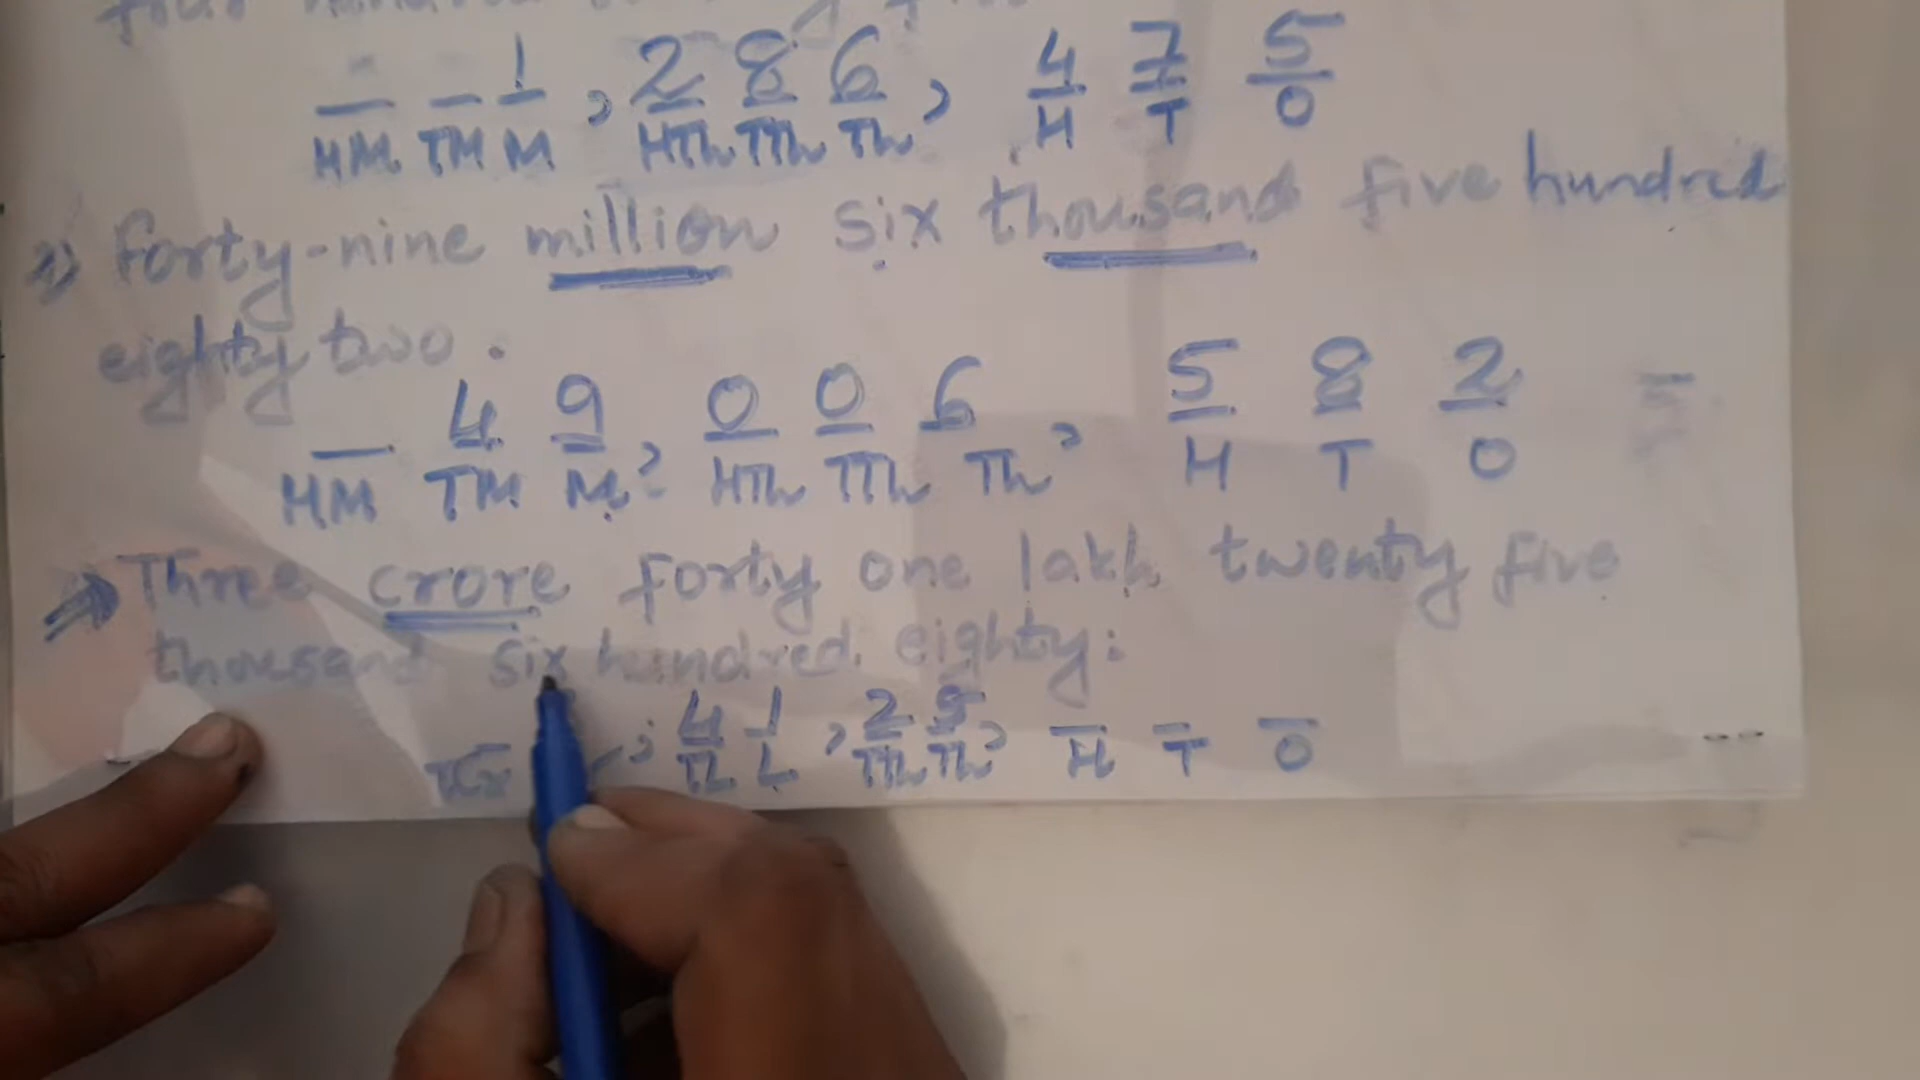 four hundred
1 , 2 8 6 , 4 7 5
HM TM M HTh TTh Th H T O
Forty-nine million six thousand five hundred
eighty two.
4 9 , 0 0 6 , 5 8 2
HM TM M HTh TTh Th H T O
Three crore forty one lakh twenty five
thousand six hundred eighty:
, 4 1 , 2 5 ,
TL L TTh Th H T O